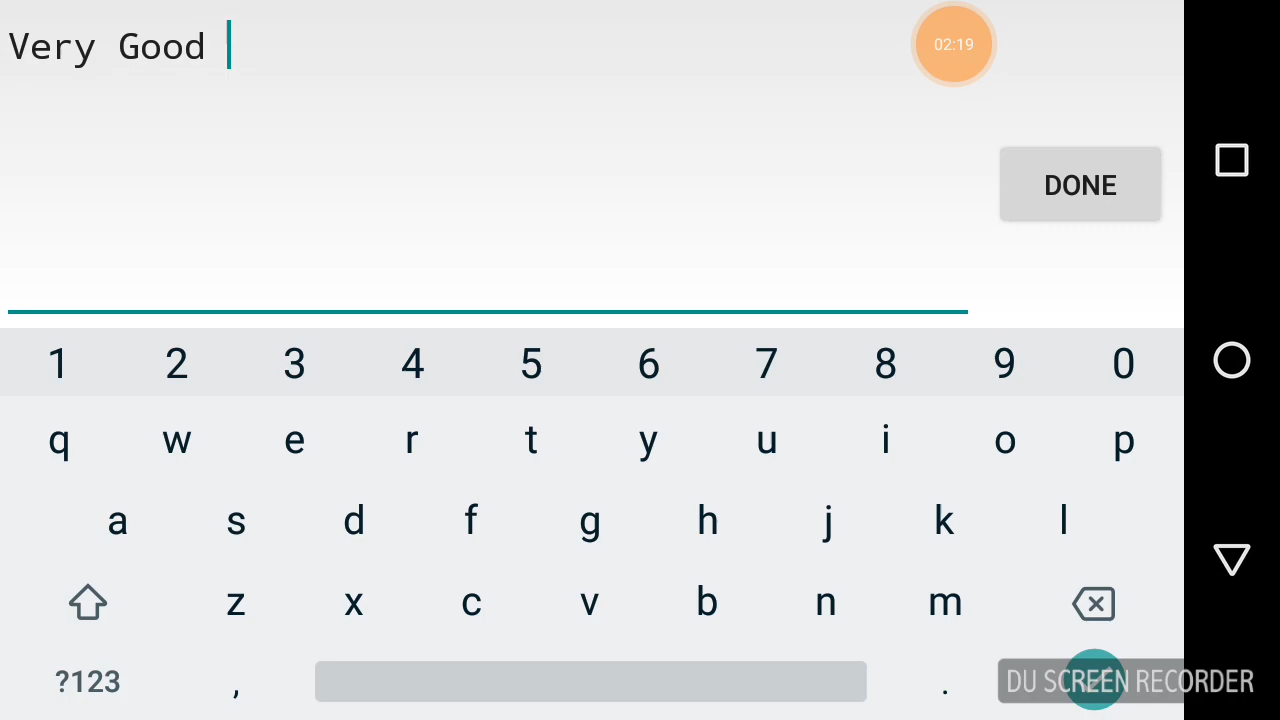 Very Good
02:19
DONE
1 2 3 4 5 6 7 8 9 0
q w e r t y u i o p
a s d f g h j k l
z x c v b n m
?123 , .
DU SCREEN RECORDER